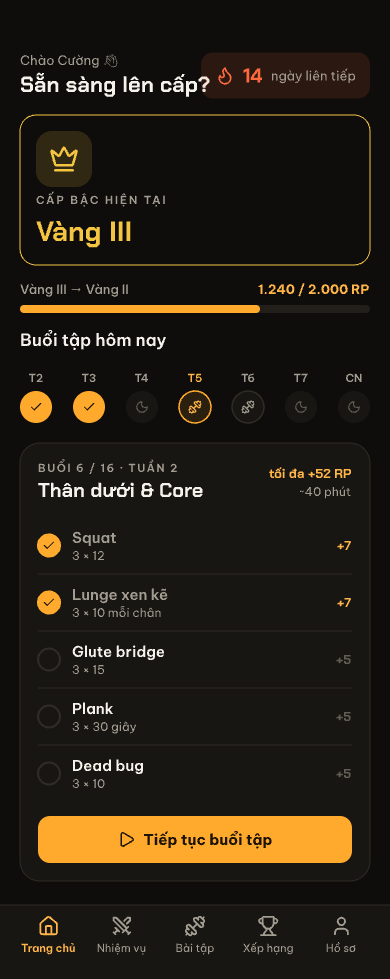 Chào Cường 👋
Sẵn sàng lên cấp?
14 ngày liên tiếp
CẤP BẬC HIỆN TẠI
Vàng III
Vàng III → Vàng II 1.240 / 2.000 RP
Buổi tập hôm nay
T2 T3 T4 T5 T6 T7 CN
BUỔI 6 / 16 · TUẦN 2
tối đa +52 RP
Thân dưới & Core
~40 phút
Squat
3 × 12
+7
Lunge xen kẽ
3 × 10 mỗi chân
+7
Glute bridge
3 × 15
+5
Plank
3 × 30 giây
+5
Dead bug
3 × 10
+5
Tiếp tục buổi tập
Trang chủ Nhiệm vụ Bài tập Xếp hạng Hồ sơ